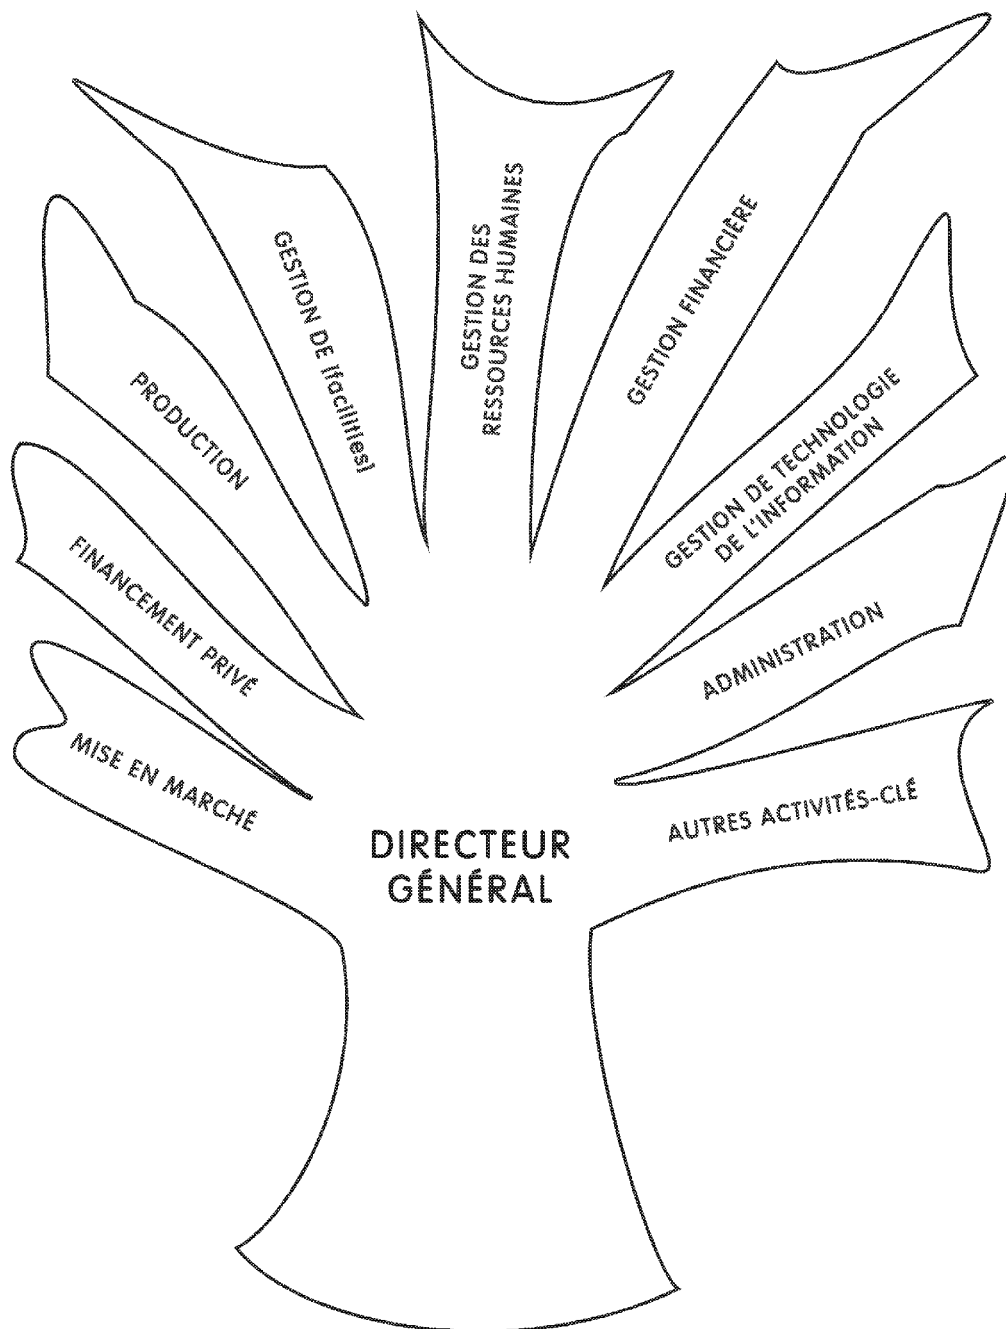 GESTION DES
RESSOURCES HUMAINES
GESTION DE [facilities]
GESTION FINANCIÈRE
PRODUCTION
GESTION DE TECHNOLOGIE
DE L'INFORMATION
FINANCEMENT PRIVÉ
ADMINISTRATION
MISE EN MARCHÉ
AUTRES ACTIVITÉS-CLÉ
DIRECTEUR
GÉNÉRAL